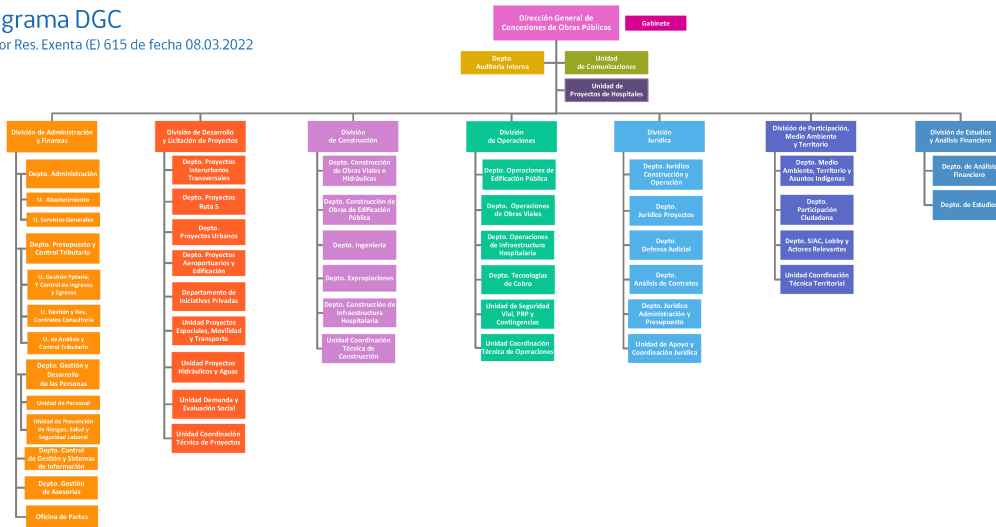 grama DGC
or Res. Exenta (E) 615 de fecha 08.03.2022
Dirección General de
Concesiones de Obras Públicas
Gabinete
Depto.
Auditoria Interna
Unidad
de Comunicaciones
Unidad de
Proyectos de Hospitales
División de Administración
y Finanzas
Depto. Administración
U. Abastecimiento
U. Servicios Generales
Depto. Presupuesto y
Control Tributario
U. Gestión Pptaria.
Y Control de Ingresos
y Egresos
U. Gestión y Rev.
Contratos Consultoría
U. de Análisis y
Control Tributario
Depto. Gestión y
Desarrollo
de las Personas
Unidad de Personal
Unidad de Prevención
de Riesgos, Salud y
Seguridad Laboral
Depto. Control
de Gestión y Sistemas
de Información
Depto. Gestión
de Asesorías
Oficina de Partes
División de Desarrollo
y Licitación de Proyectos
Depto. Proyectos
Interurbanos
Transversales
Depto. Proyectos
Ruta 5
Depto.
Proyectos Urbanos
Depto. Proyectos
Aeroportuarios y
Edificación
Departamento de
Iniciativas Privadas
Unidad Proyectos
Especiales, Movilidad
y Transporte
Unidad Proyectos
Hidráulicos y Aguas
Unidad Demanda y
Evaluación Social
Unidad Coordinación
Técnica de Proyectos
División
de Construcción
Depto. Construcción
de Obras Viales e
Hidráulicas
Depto. Construcción de
Obras de Edificación
Pública
Depto. Ingeniería
Depto. Expropiaciones
Depto. Construcción de
Infraestructura
Hospitalaria
Unidad Coordinación
Técnica de
Construcción
División
de Operaciones
Depto. Operaciones de
Edificación Pública
Depto. Operaciones
de Obras Viales
Depto. Operaciones
de Infraestructura
Hospitalaria
Depto. Tecnologías
de Cobro
Unidad de Seguridad
Vial, PRP y
Contingencias
Unidad Coordinación
Técnica de Operaciones
División
Jurídica
Depto. Jurídico
Construcción y
Operación
Depto.
Jurídico Proyectos
Depto.
Defensa Judicial
Depto.
Análisis de Contratos
Depto. Jurídico
Administración y
Presupuesto
Unidad de Apoyo y
Coordinación Jurídica
División de Participación,
Medio Ambiente
y Territorio
Depto. Medio
Ambiente, Territorio y
Asuntos Indígenas
Depto.
Participación
Ciudadana
Depto. SIAC, Lobby y
Actores Relevantes
Unidad Coordinación
Técnica Territorial
División de Estudios
y Análisis Financiero
Depto. de Análisis
Financiero
Depto. de Estudios